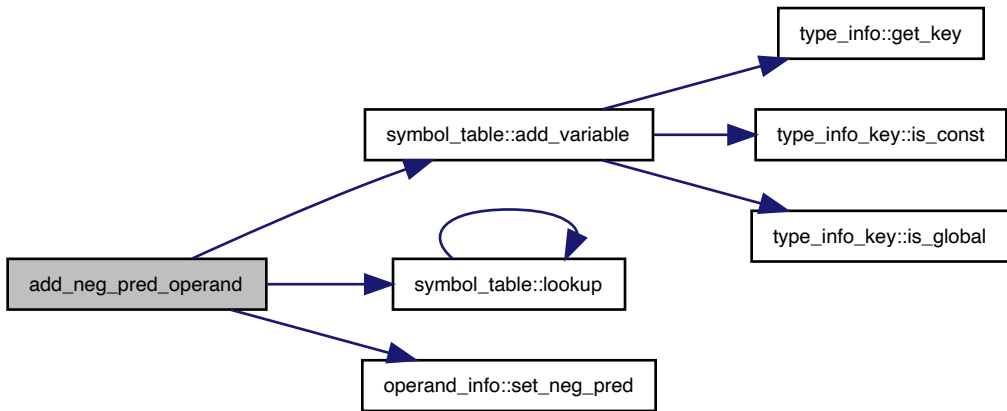 type_info::get_key
symbol_table::add_variable
type_info_key::is_const
type_info_key::is_global
add_neg_pred_operand
symbol_table::lookup
operand_info::set_neg_pred